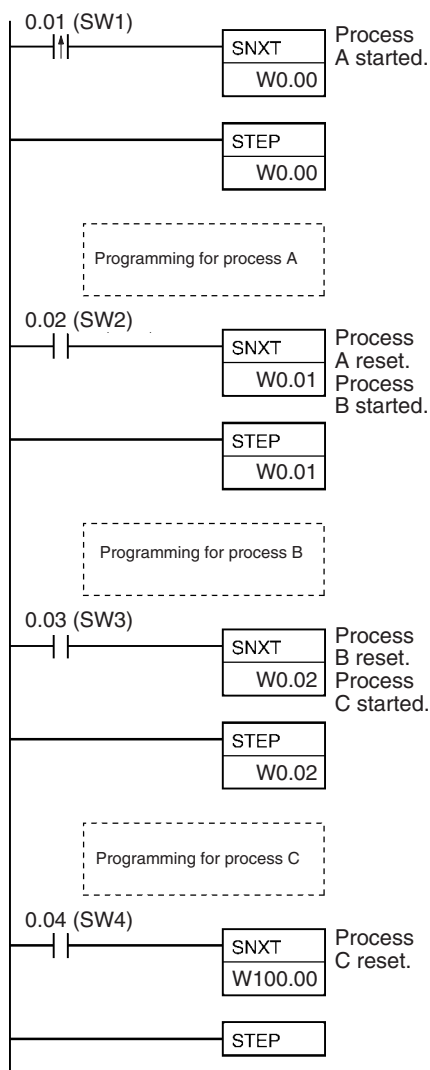 0.01 (SW1)
SNXT
W0.00
Process
A started.
STEP
W0.00
Programming for process A
0.02 (SW2)
SNXT
W0.01
Process
A reset.
Process
B started.
STEP
W0.01
Programming for process B
0.03 (SW3)
SNXT
W0.02
Process
B reset.
Process
C started.
STEP
W0.02
Programming for process C
0.04 (SW4)
SNXT
W100.00
Process
C reset.
STEP